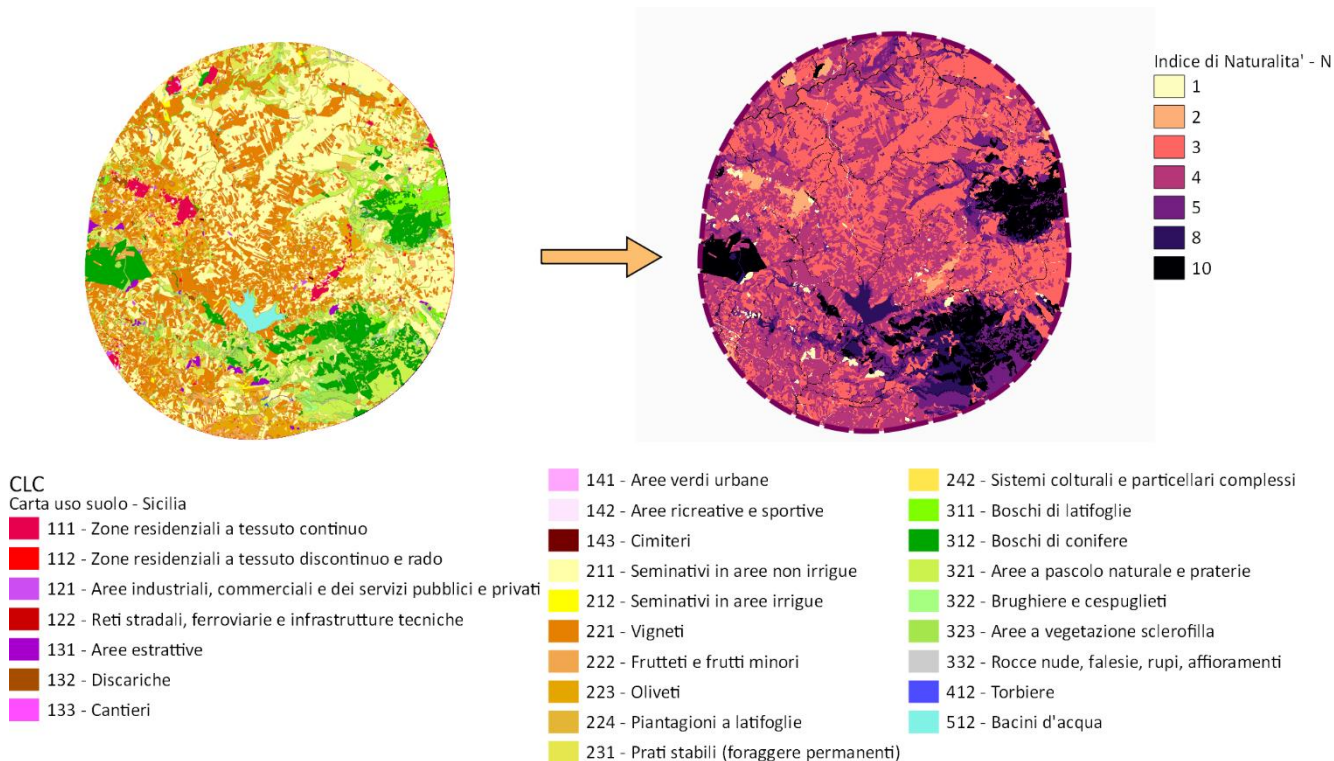 Indice di Naturalita' - N
1
2
3
4
5
8
10
CLC
Carta uso suolo - Sicilia
111 - Zone residenziali a tessuto continuo
112 - Zone residenziali a tessuto discontinuo e rado
121 - Aree industriali, commerciali e dei servizi pubblici e privati
122 - Reti stradali, ferroviarie e infrastrutture tecniche
131 - Aree estrattive
132 - Discariche
133 - Cantieri
141 - Aree verdi urbane
142 - Aree ricreative e sportive
143 - Cimiteri
211 - Seminativi in aree non irrigue
212 - Seminativi in aree irrigue
221 - Vigneti
222 - Frutteti e frutti minori
223 - Oliveti
224 - Piantagioni a latifoglie
231 - Prati stabili (foraggere permanenti)
242 - Sistemi colturali e particellari complessi
311 - Boschi di latifoglie
312 - Boschi di conifere
321 - Aree a pascolo naturale e praterie
322 - Brughiere e cespuglieti
323 - Aree a vegetazione sclerofilla
332 - Rocce nude, falesie, rupi, affioramenti
412 - Torbiere
512 - Bacini d'acqua